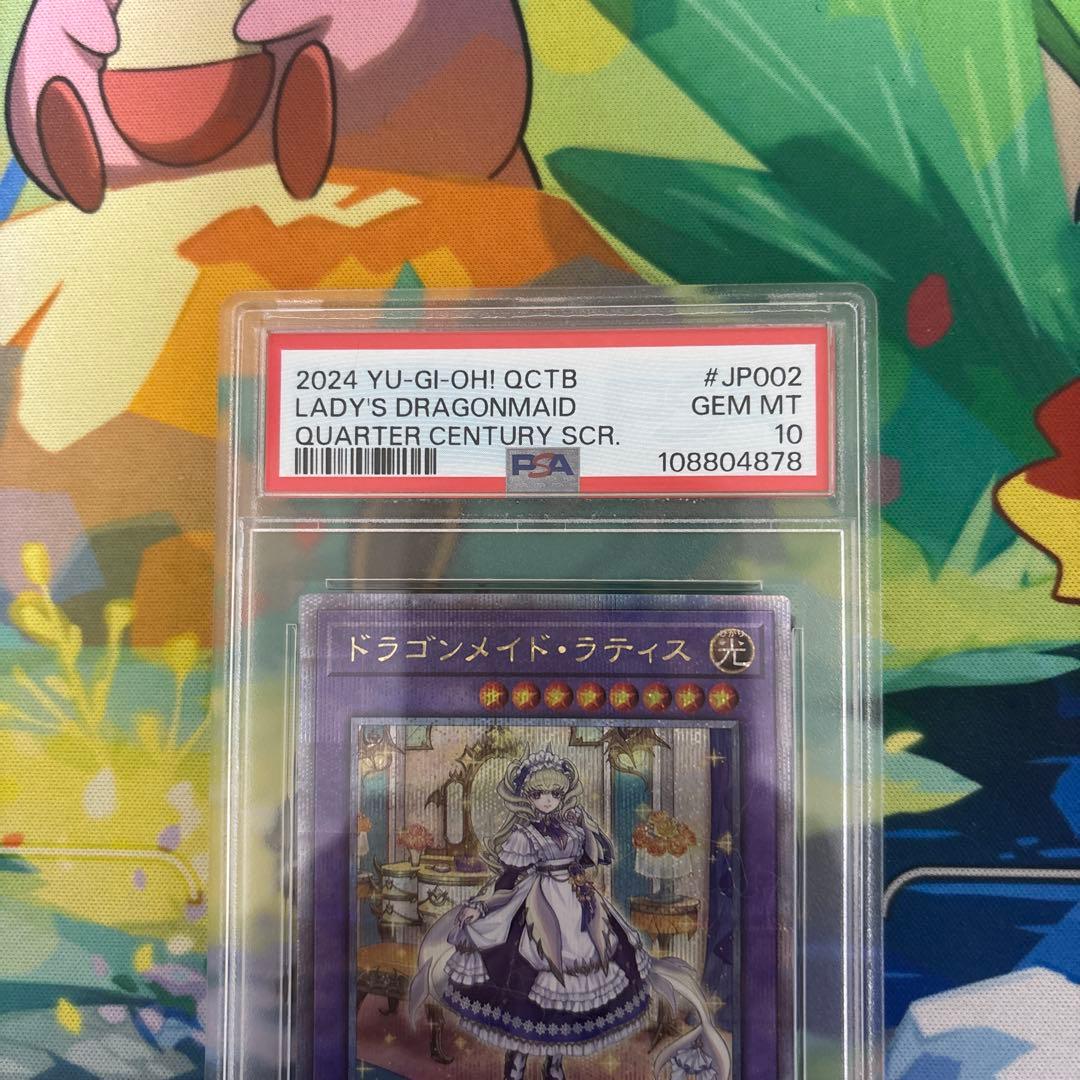 2024 YU-GI-OH! QCTB #JP002
LADY'S DRAGONMAID GEM MT
QUARTER CENTURY SCR. 10
PSA 108804878
ドラゴンメイド・ラティス 光